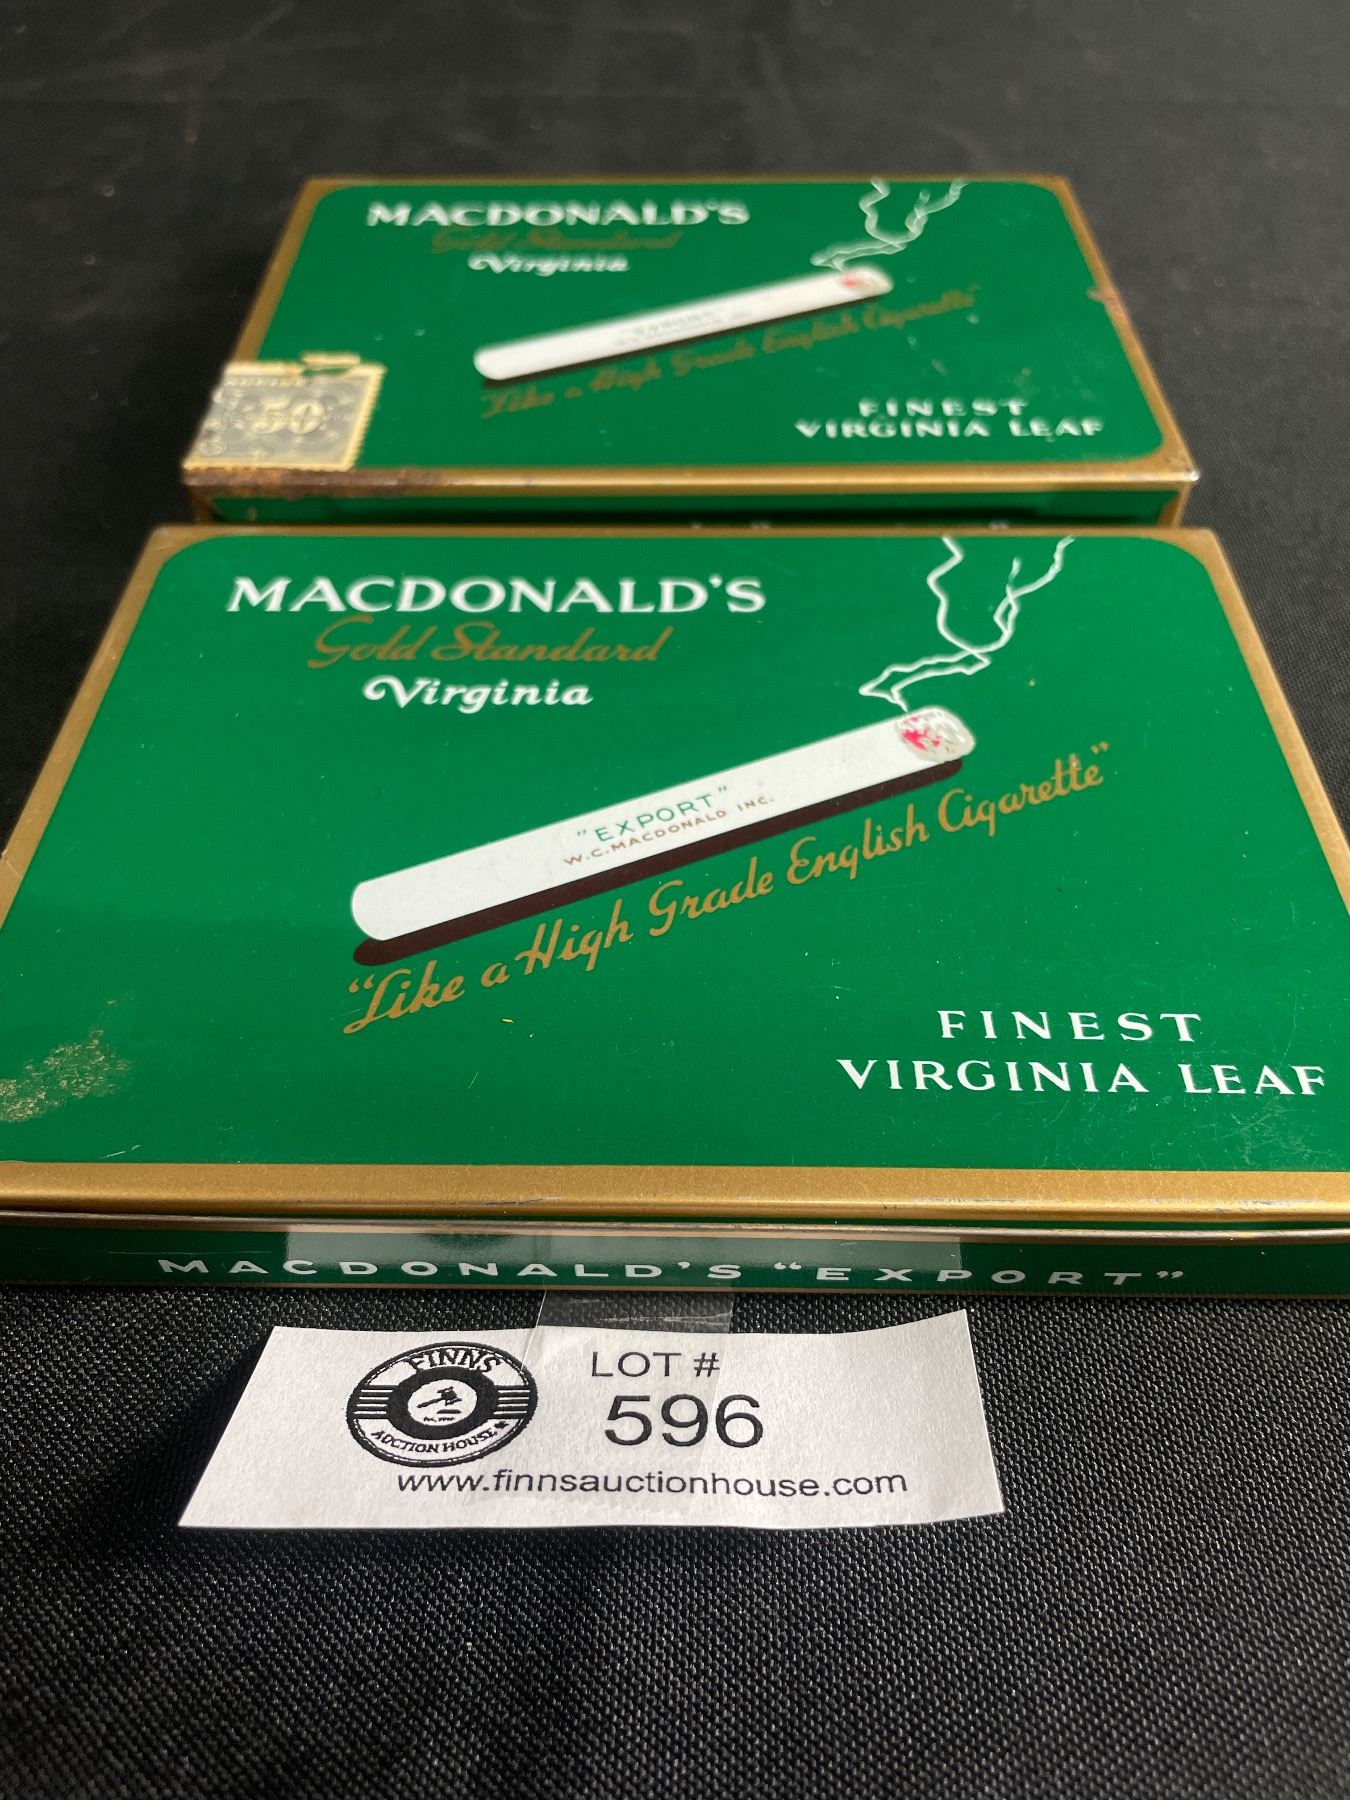 MACDONALD'S
Gold Standard
Virginia
"EXPORT"
"Like a High Grade English Cigarette"
50
FINEST
VIRGINIA LEAF
MACDONALD'S
Gold Standard
Virginia
"EXPORT"
W.C. MACDONALD INC.
"Like a High Grade English Cigarette"
FINEST
VIRGINIA LEAF
MACDONALD'S "EXPORT"
FINNS
AUCTION HOUSE
LOT #
596
www.finnsauctionhouse.com